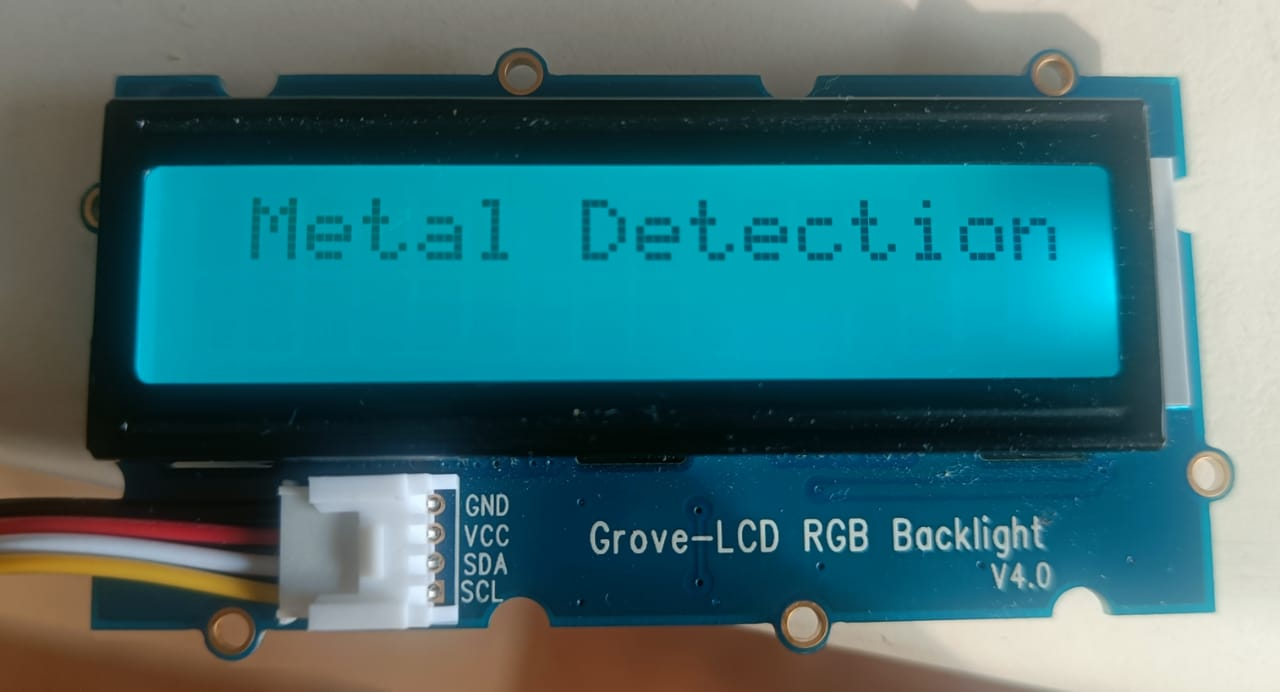 Metal Detection
GND
VCC
SDA
SCL
Grove-LCD RGB Backlight
V4.0